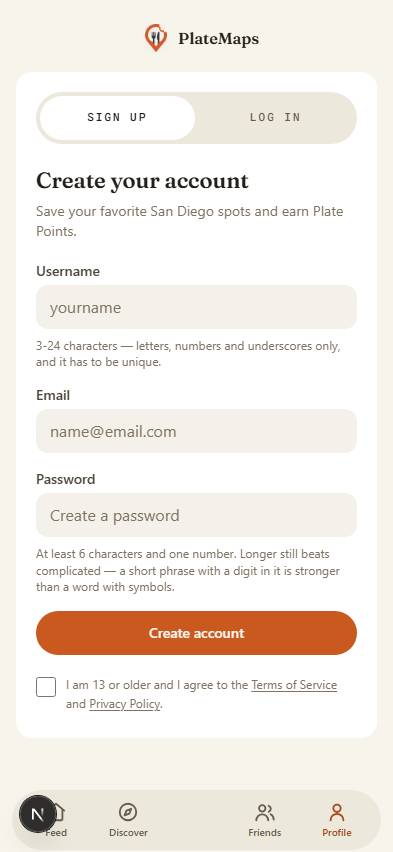 PlateMaps
SIGN UP
LOG IN
Create your account
Save your favorite San Diego spots and earn Plate
Points.
Username
yourname
3-24 characters — letters, numbers and underscores only,
and it has to be unique.
Email
name@email.com
Password
Create a password
At least 6 characters and one number. Longer still beats
complicated — a short phrase with a digit in it is stronger
than a word with symbols.
Create account
I am 13 or older and I agree to the Terms of Service
and Privacy Policy.
N
Feed
Discover
Friends
Profile